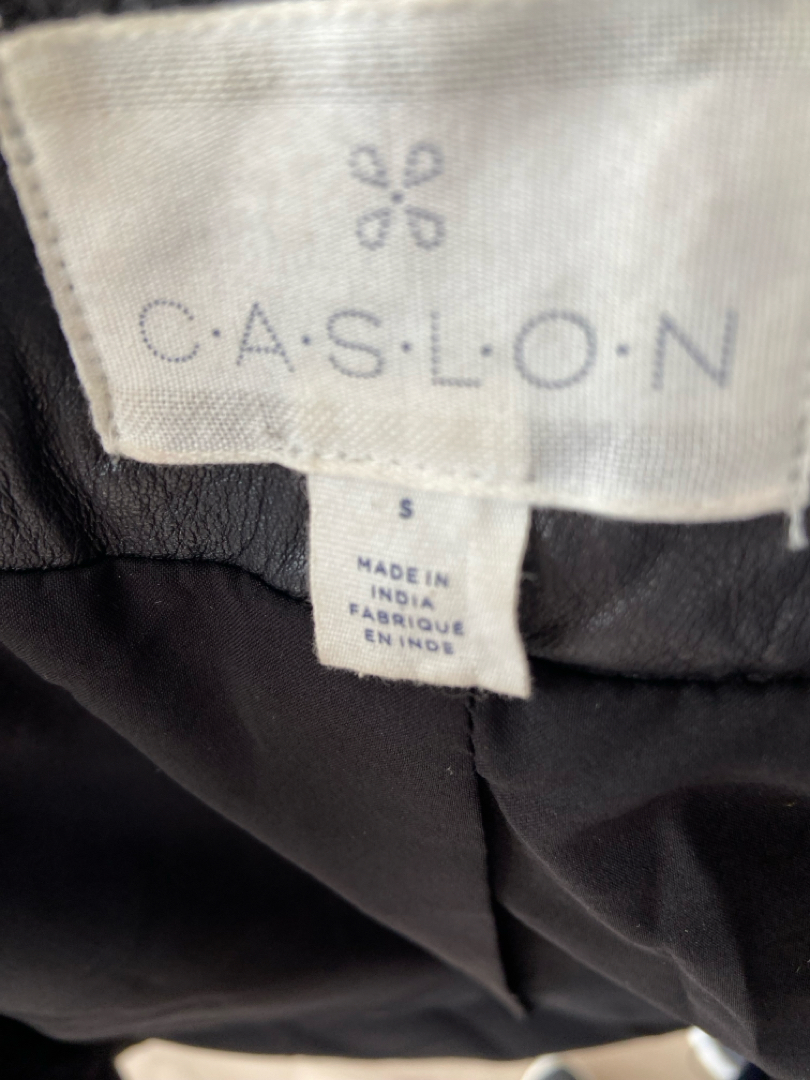 C·A·S·L·O·N
S
MADE IN
INDIA
FABRIQUÉ
EN INDE